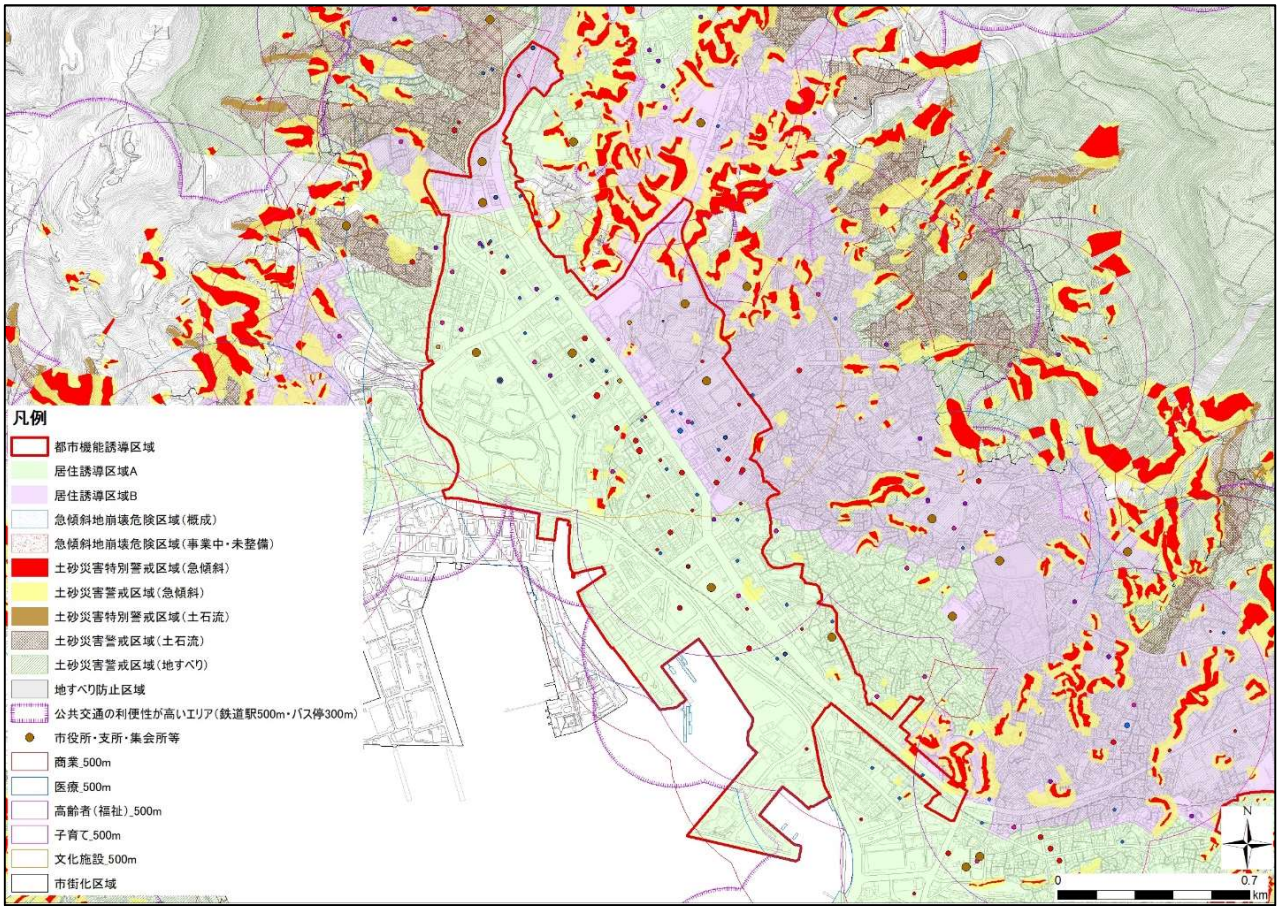 凡例
都市機能誘導区域
居住誘導区域A
居住誘導区域B
急傾斜地崩壊危険区域(概成)
急傾斜地崩壊危険区域(事業中・未整備)
土砂災害特別警戒区域(急傾斜)
土砂災害警戒区域(急傾斜)
土砂災害特別警戒区域(土石流)
土砂災害警戒区域(土石流)
土砂災害警戒区域(地すべり)
地すべり防止区域
公共交通の利便性が高いエリア(鉄道駅500m・バス停300m)
市役所・支所・集会所等
商業_500m
医療_500m
高齢者(福祉)_500m
子育て_500m
文化施設_500m
市街化区域
N
0 0.7
km